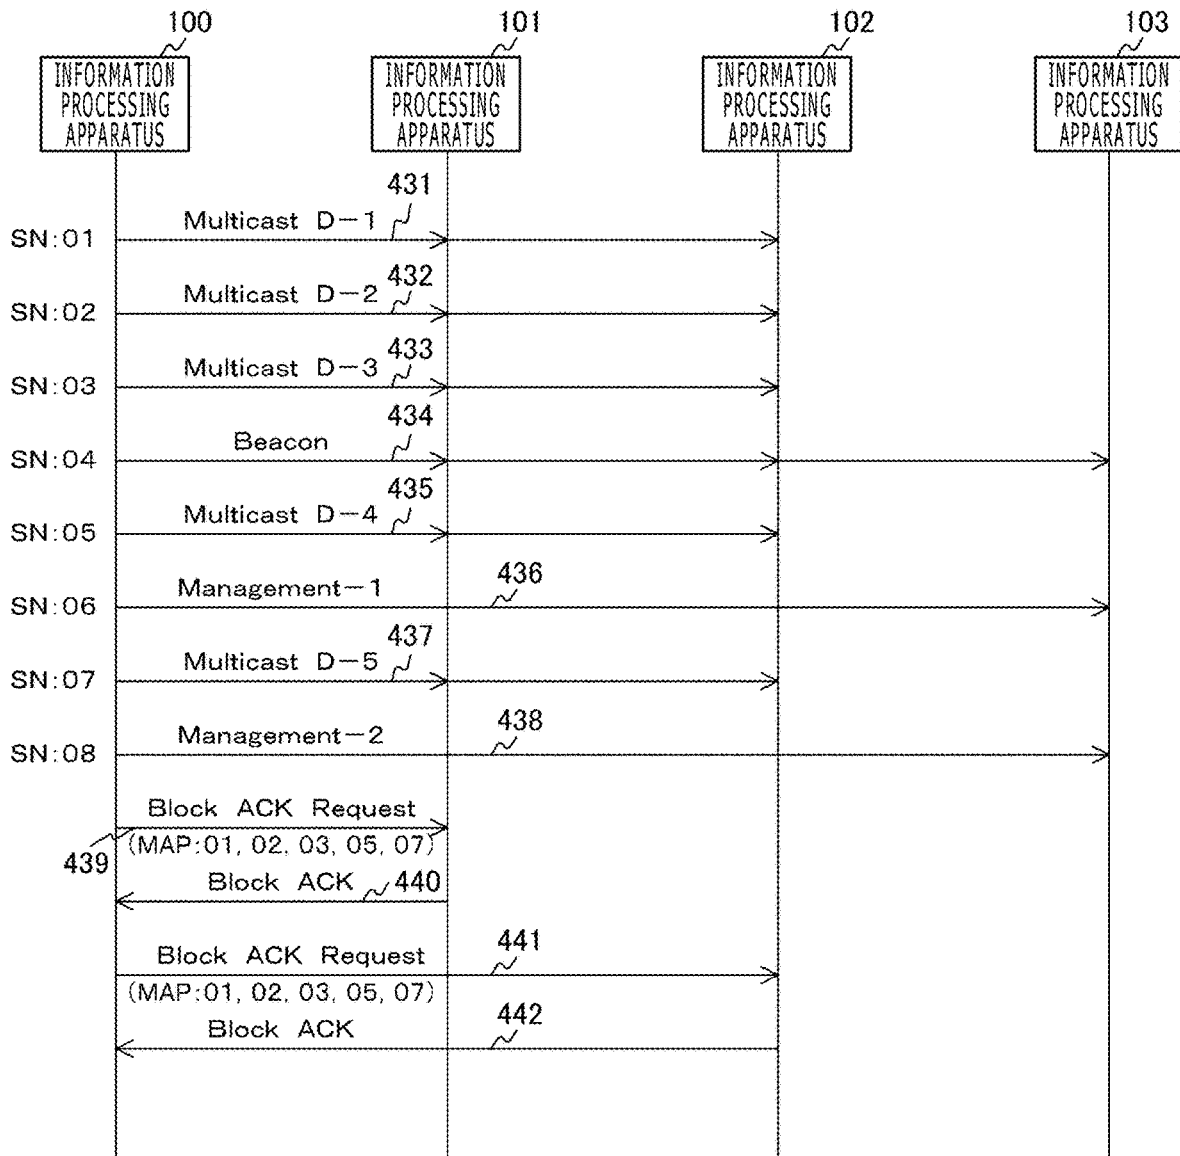 100 101 102 103
INFORMATION INFORMATION INFORMATION INFORMATION
PROCESSING PROCESSING PROCESSING PROCESSING
APPARATUS APPARATUS APPARATUS APPARATUS
431
SN:01 Multicast D-1
432
SN:02 Multicast D-2
433
SN:03 Multicast D-3
434
SN:04 Beacon
435
SN:05 Multicast D-4
436
SN:06 Management-1
437
SN:07 Multicast D-5
438
SN:08 Management-2
Block ACK Request
439 (MAP:01, 02, 03, 05, 07)
Block ACK 440
Block ACK Request 441
(MAP:01, 02, 03, 05, 07)
Block ACK 442